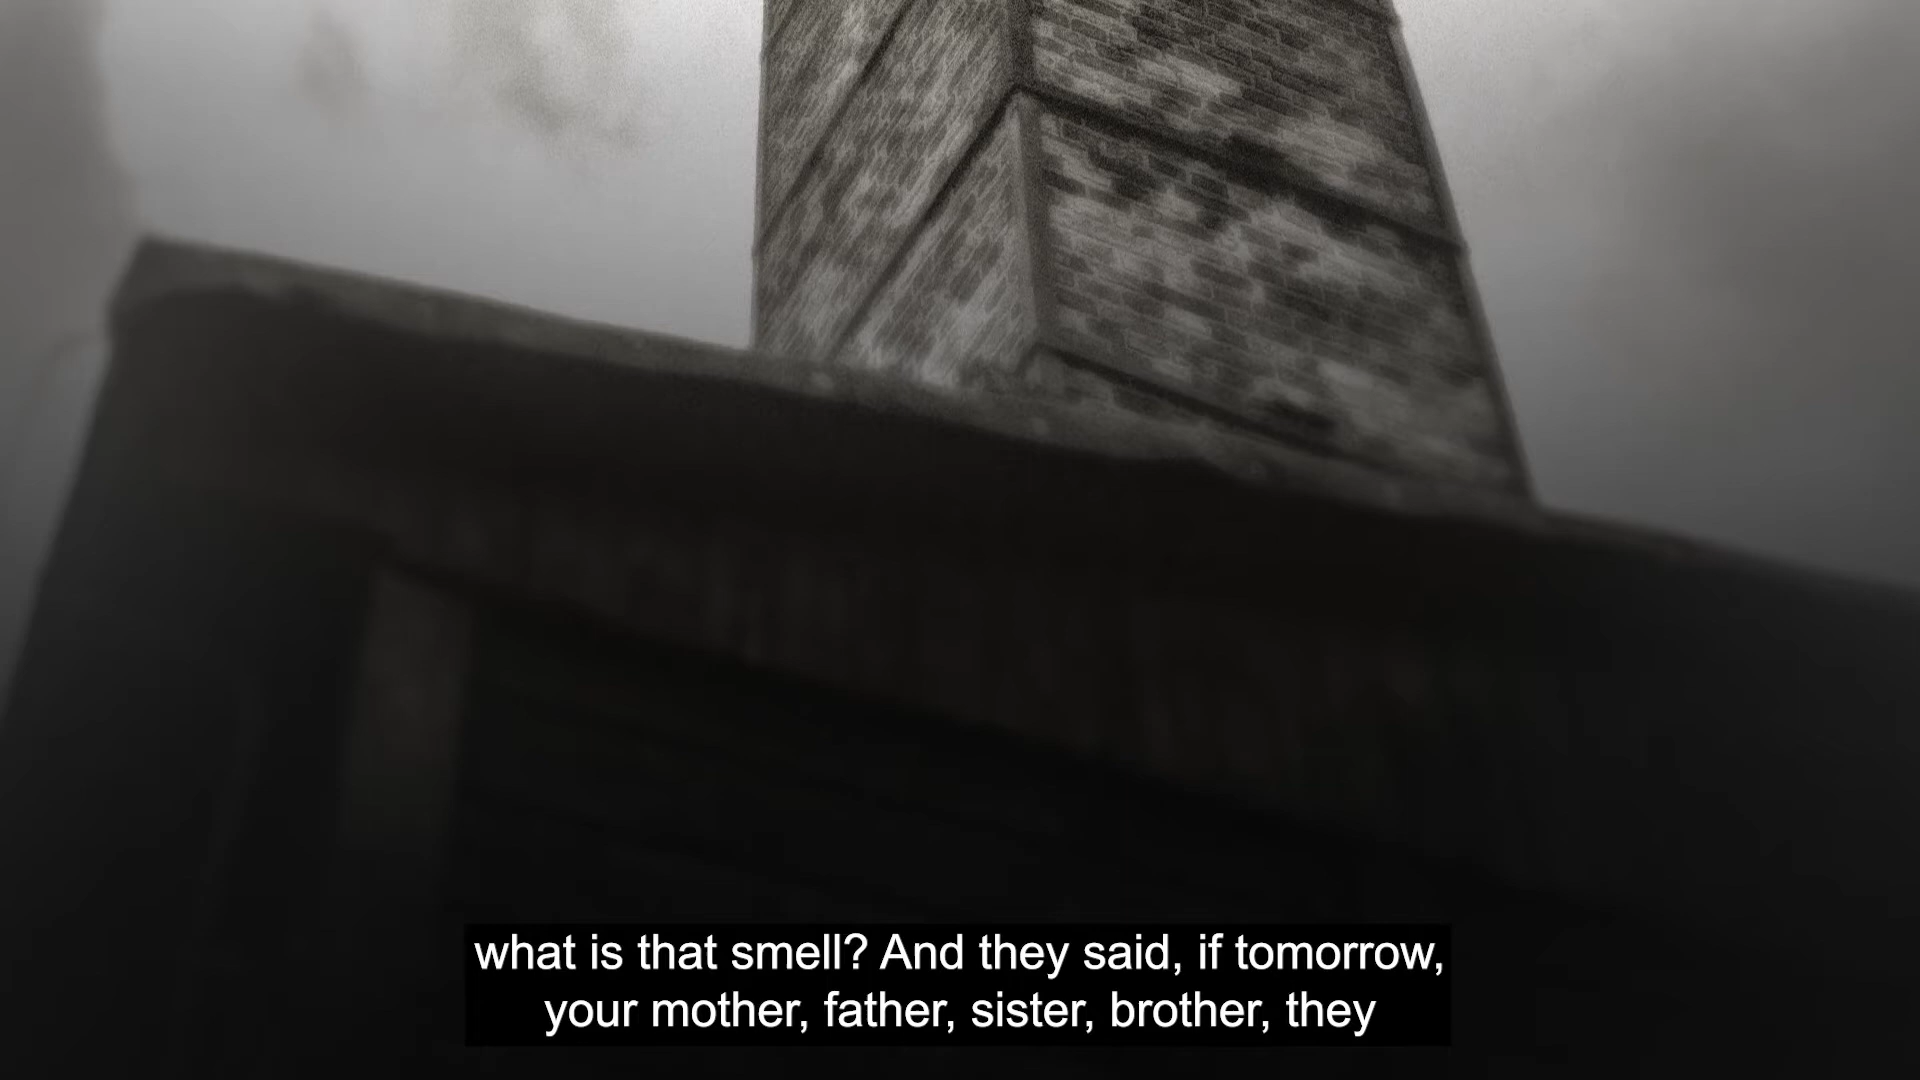 what is that smell? And they said, if tomorrow,
your mother, father, sister, brother, they